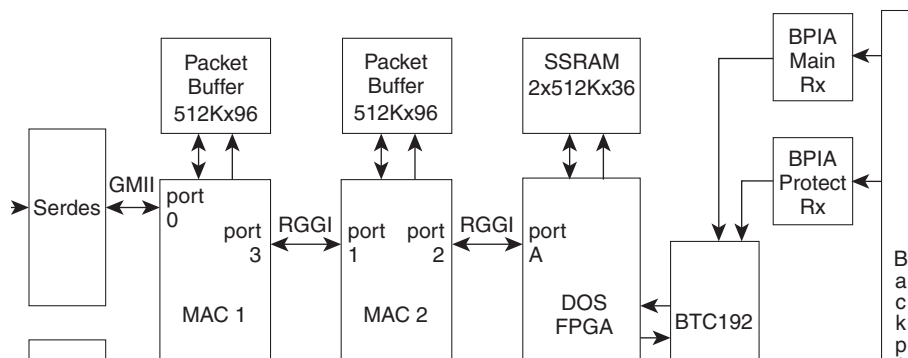 Packet
Buffer
512Kx96
Packet
Buffer
512Kx96
SSRAM
2x512Kx36
BPIA
Main
Rx
BPIA
Protect
Rx
Serdes
GMII
port
0
port
3
MAC 1
RGGI
port
1
port
2
MAC 2
RGGI
port
A
DOS
FPGA
BTC192
B
a
c
k
p